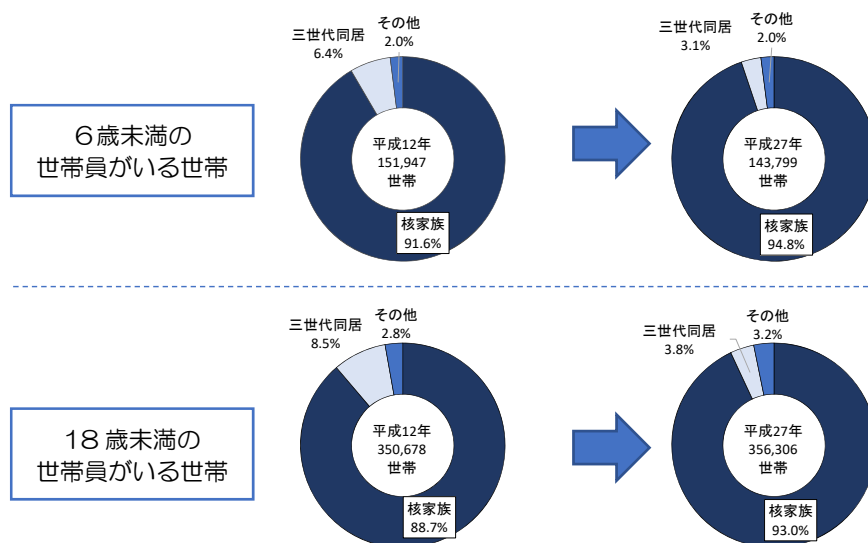 三世代同居
6.4%
その他
2.0%
三世代同居
3.1%
その他
2.0%
6歳未満の
世帯員がいる世帯
平成12年
151,947
世帯
核家族
91.6%
平成27年
143,799
世帯
核家族
94.8%
三世代同居
8.5%
その他
2.8%
三世代同居
3.8%
その他
3.2%
18歳未満の
世帯員がいる世帯
平成12年
350,678
世帯
核家族
88.7%
平成27年
356,306
世帯
核家族
93.0%